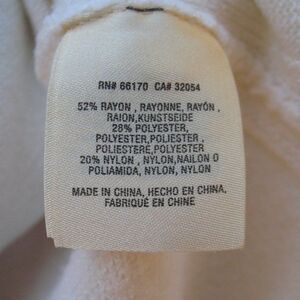 RN# 66170 CA# 32054
52% RAYON , RAYONNE, RAYÓN ,
RAION,KUNSTSEIDE
28% POLYESTER,
POLYESTER,POLIESTER ,
POLIESTERE,POLYESTER
20% NYLON , NYLON,NAILON O
POLIAMIDA, NYLON, NYLON
MADE IN CHINA, HECHO EN CHINA,
FABRIQUÉ EN CHINE